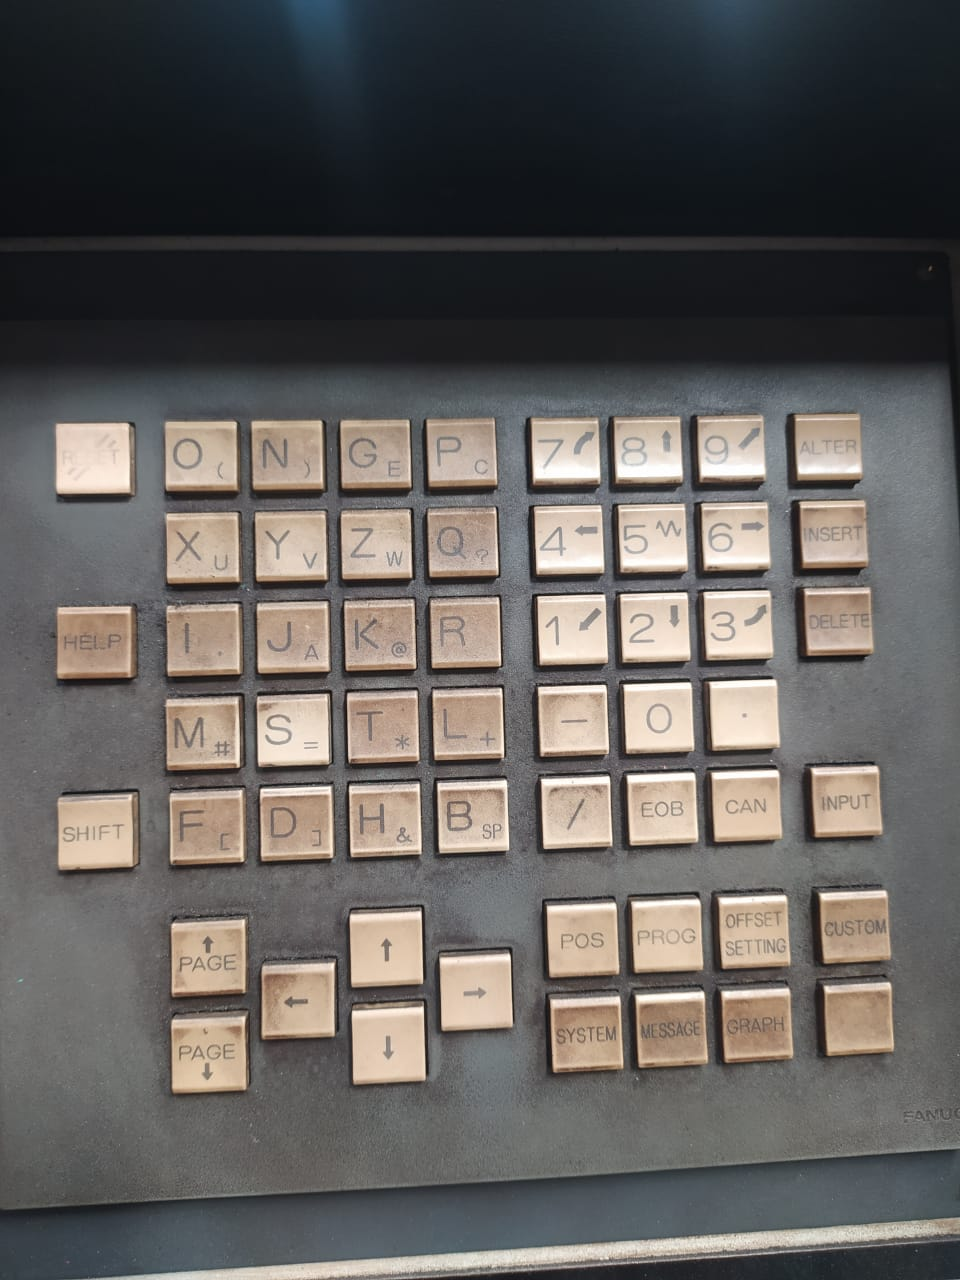 RESET O ( N ) G E P C 7 8 ↑ 9 ALTER
X U Y V Z W Q ? 4 ← 5 6 → INSERT
HELP I , J A K @ R 1 2 ↓ 3 DELETE
M # S = T * L + - 0 .
SHIFT F [ D ] H & B SP / EOB CAN INPUT
↑
PAGE
← ↑ →
↓
PAGE
↓
POS PROG OFFSET
SETTING
CUSTOM
SYSTEM MESSAGE GRAPH
FANUC